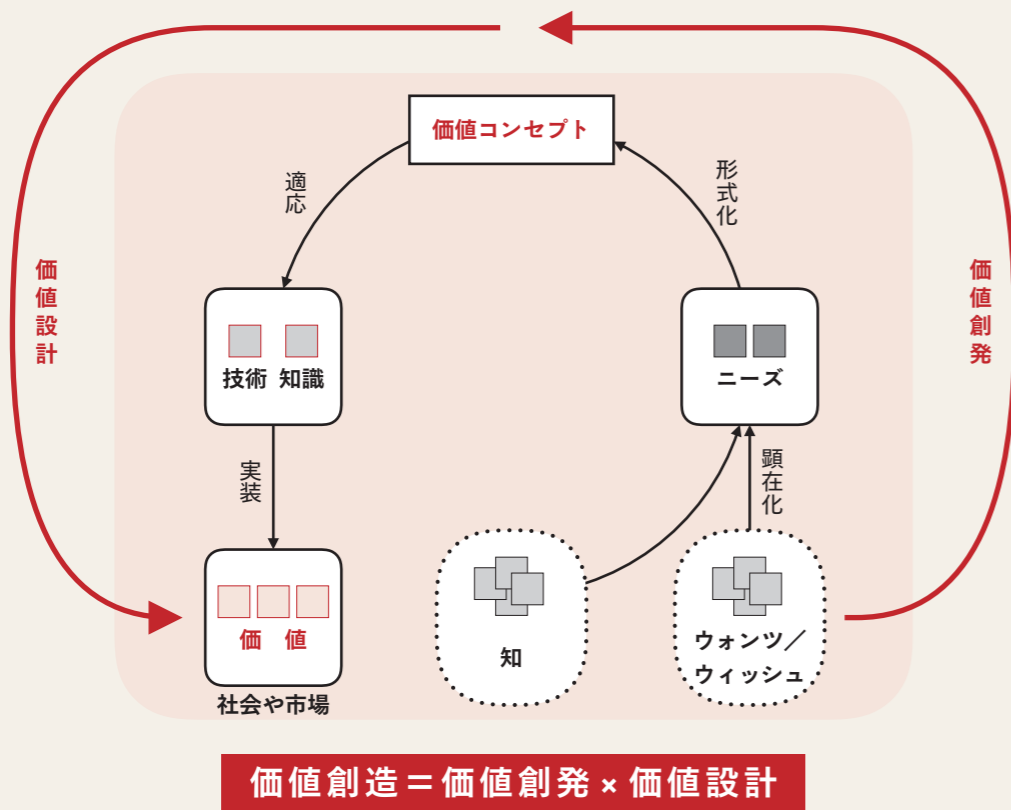 価値コンセプト
適応
形式化
価値設計
価値創発
技術 知識
ニーズ
実装
顕在化
価 値
知
ウォンツ／
ウィッシュ
社会や市場
価値創造＝価値創発×価値設計